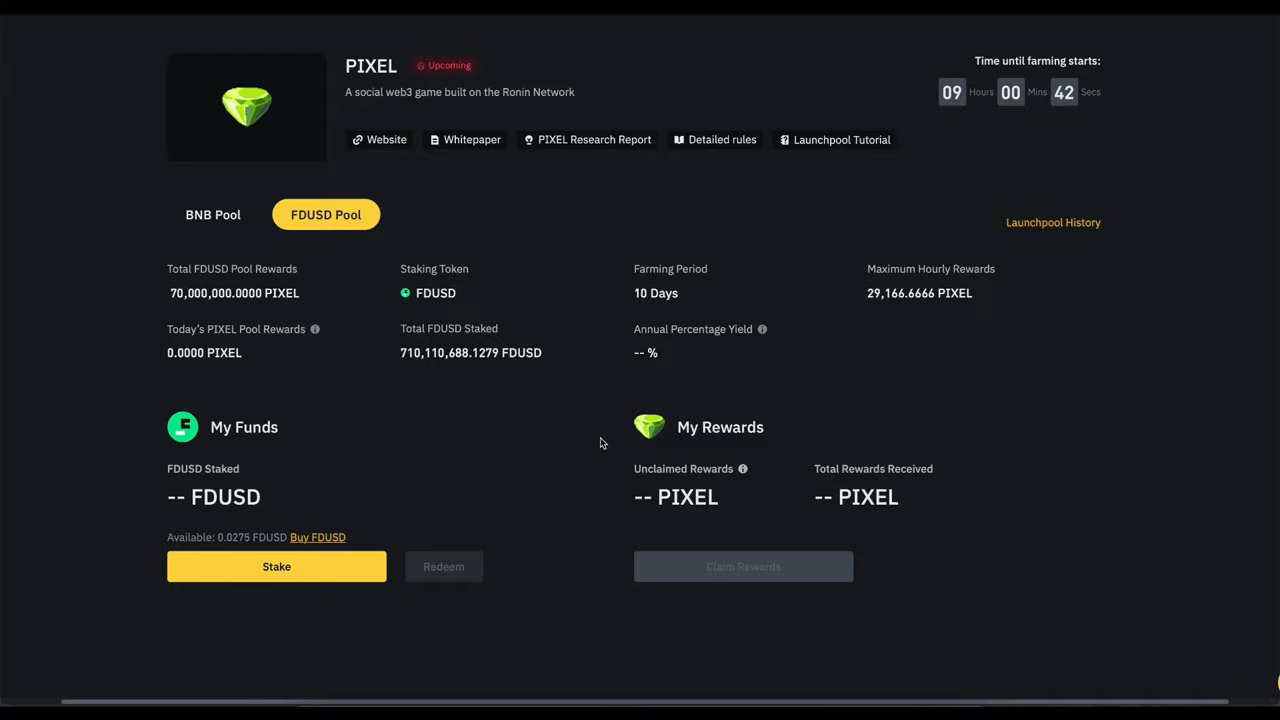 PIXEL Upcoming
A social web3 game built on the Ronin Network
Time until farming starts:
09 Hours 00 Mins 42 Secs
Website Whitepaper PIXEL Research Report Detailed rules Launchpool Tutorial
BNB Pool FDUSD Pool
Launchpool History
Total FDUSD Pool Rewards Staking Token Farming Period Maximum Hourly Rewards
70,000,000.0000 PIXEL FDUSD 10 Days 29,166.6666 PIXEL
Today's PIXEL Pool Rewards Total FDUSD Staked Annual Percentage Yield
0.0000 PIXEL 710,110,688.1279 FDUSD -- %
My Funds My Rewards
FDUSD Staked Unclaimed Rewards Total Rewards Received
-- FDUSD -- PIXEL -- PIXEL
Available: 0.0275 FDUSD Buy FDUSD
Stake Redeem Claim Rewards